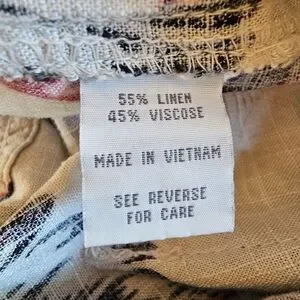 55% LINEN
45% VISCOSE
MADE IN VIETNAM
SEE REVERSE
FOR CARE